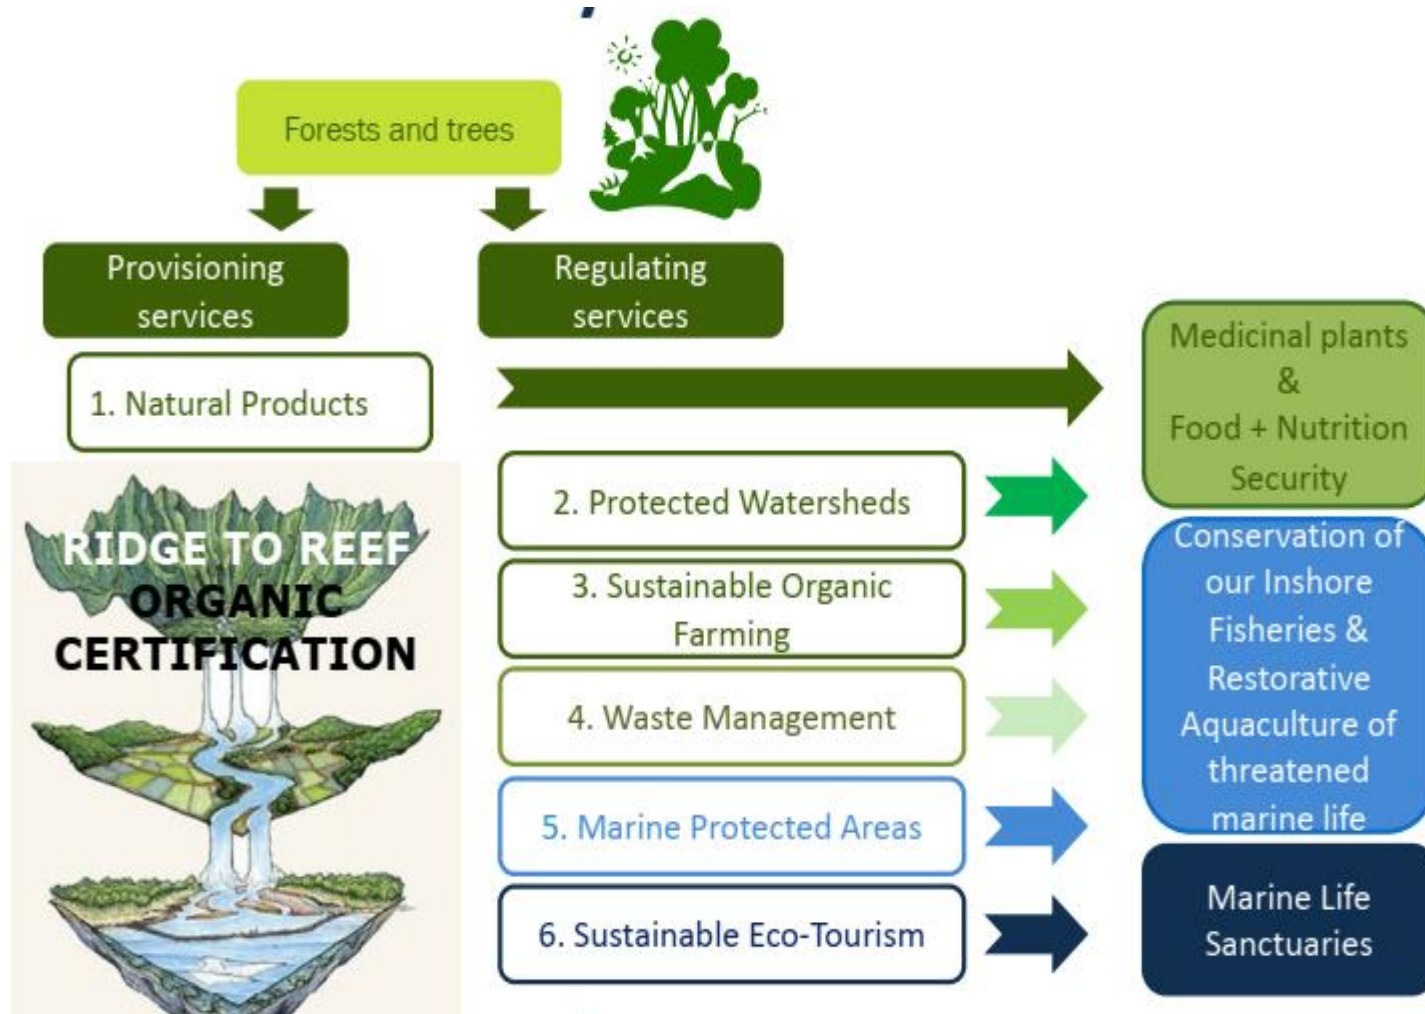 Forests and trees
Provisioning
services
Regulating
services
1. Natural Products
Medicinal plants
&
Food + Nutrition
Security
RIDGE TO REEF
ORGANIC
CERTIFICATION
2. Protected Watersheds
3. Sustainable Organic
Farming
4. Waste Management
5. Marine Protected Areas
6. Sustainable Eco-Tourism
Conservation of
our Inshore
Fisheries &
Restorative
Aquaculture of
threatened
marine life
Marine Life
Sanctuaries